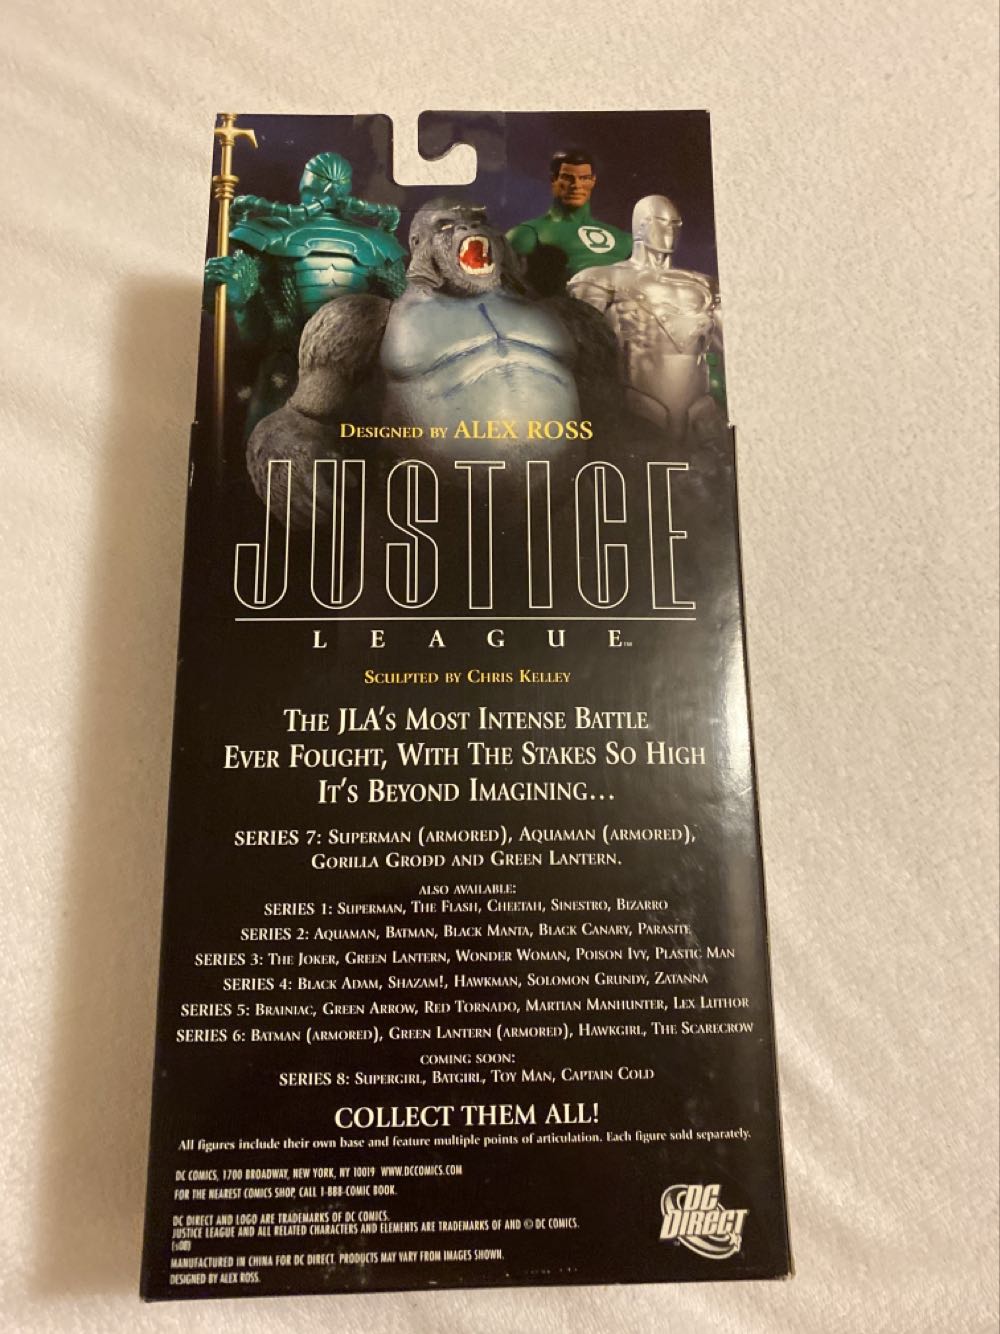 DESIGNED BY ALEX ROSS
JUSTICE
LEAGUE™
SCULPTED BY CHRIS KELLEY
THE JLA'S MOST INTENSE BATTLE
EVER FOUGHT, WITH THE STAKES SO HIGH
IT'S BEYOND IMAGINING...
SERIES 7: SUPERMAN (ARMORED), AQUAMAN (ARMORED),
GORILLA GRODD AND GREEN LANTERN.
ALSO AVAILABLE:
SERIES 1: SUPERMAN, THE FLASH, CHEETAH, SINESTRO, BIZARRO
SERIES 2: AQUAMAN, BATMAN, BLACK MANTA, BLACK CANARY, PARASITE
SERIES 3: THE JOKER, GREEN LANTERN, WONDER WOMAN, POISON IVY, PLASTIC MAN
SERIES 4: BLACK ADAM, SHAZAM!, HAWKMAN, SOLOMON GRUNDY, ZATANNA
SERIES 5: BRAINIAC, GREEN ARROW, RED TORNADO, MARTIAN MANHUNTER, LEX LUTHOR
SERIES 6: BATMAN (ARMORED), GREEN LANTERN (ARMORED), HAWKGIRL, THE SCARECROW
COMING SOON:
SERIES 8: SUPERGIRL, BATGIRL, TOY MAN, CAPTAIN COLD
COLLECT THEM ALL!
All figures include their own base and feature multiple points of articulation. Each figure sold separately.
DC COMICS, 1700 BROADWAY, NEW YORK, NY 10019 WWW.DCCOMICS.COM
FOR THE NEAREST COMICS SHOP, CALL 1-888-COMIC BOOK.
DC DIRECT AND LOGO ARE TRADEMARKS OF DC COMICS.
JUSTICE LEAGUE AND ALL RELATED CHARACTERS AND ELEMENTS ARE TRADEMARKS OF AND © DC COMICS.
(s08)
MANUFACTURED IN CHINA FOR DC DIRECT. PRODUCTS MAY VARY FROM IMAGES SHOWN.
DESIGNED BY ALEX ROSS.
DC
DIRECT